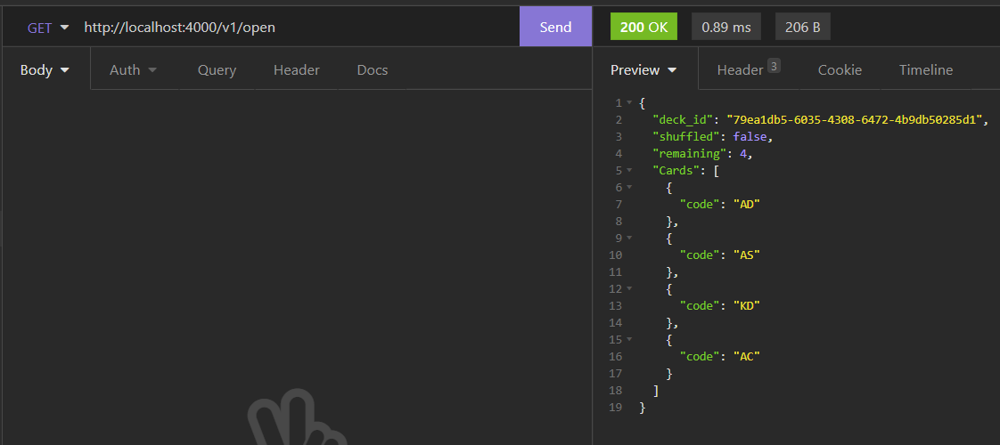 GET http://localhost:4000/v1/open Send 200 OK 0.89 ms 206 B
Body Auth Query Header Docs Preview Header 3 Cookie Timeline
1 {
2 "deck_id": "79ea1db5-6035-4308-6472-4b9db50285d1",
3 "shuffled": false,
4 "remaining": 4,
5 "Cards": [
6 {
7 "code": "AD"
8 },
9 {
10 "code": "AS"
11 },
12 {
13 "code": "KD"
14 },
15 {
16 "code": "AC"
17 }
18 ]
19 }